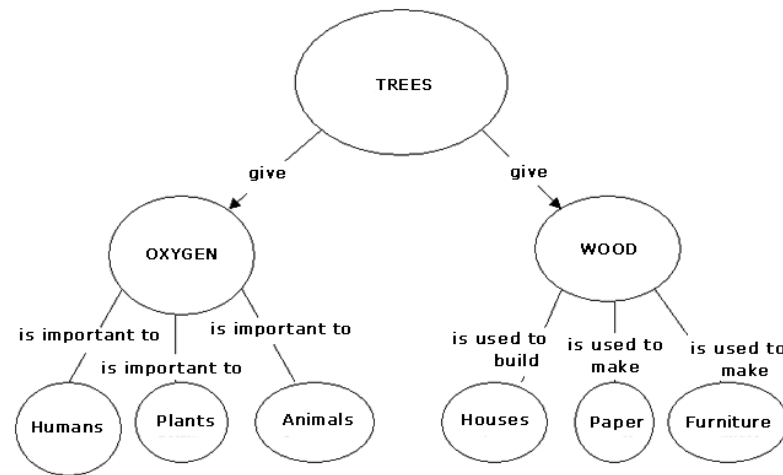 TREES
give
give
OXYGEN
WOOD
is important to
is important to
is important to
is used to
build
is used to
make
is used to
make
Humans
Plants
Animals
Houses
Paper
Furniture